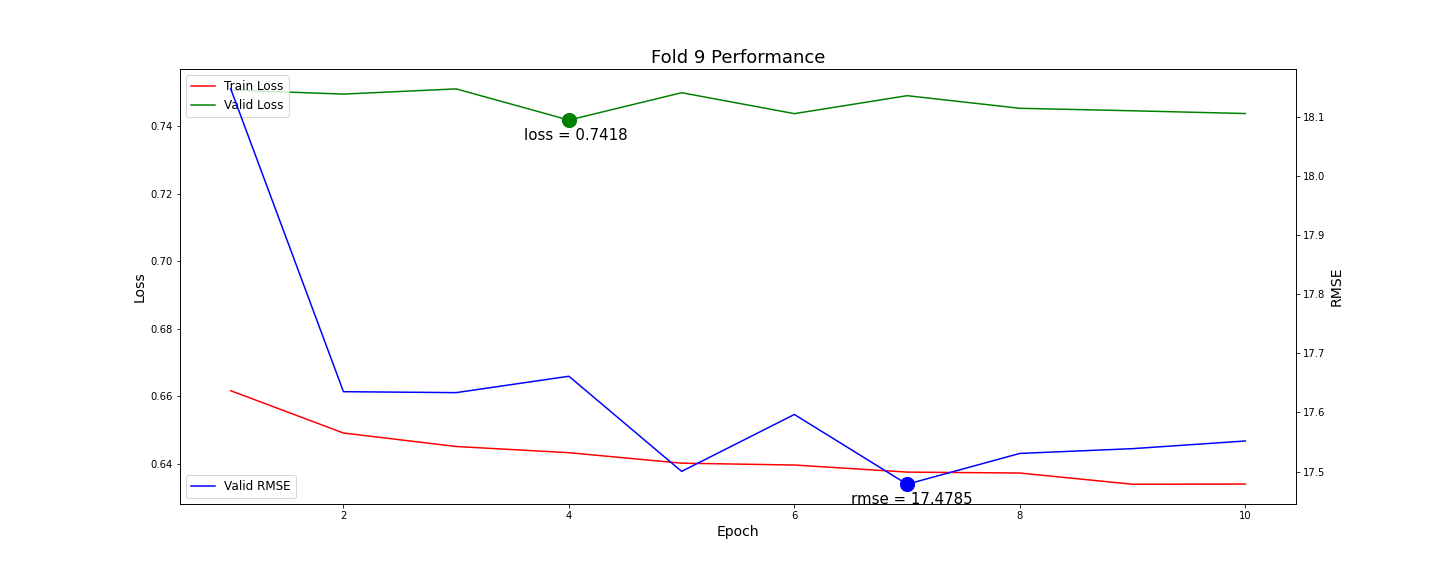 Fold 9 Performance
Train Loss
Valid Loss
loss = 0.7418
Valid RMSE
rmse = 17.4785
Loss
0.74
0.72
0.70
0.68
0.66
0.64
RMSE
18.1
18.0
17.9
17.8
17.7
17.6
17.5
2
4
6
8
10
Epoch